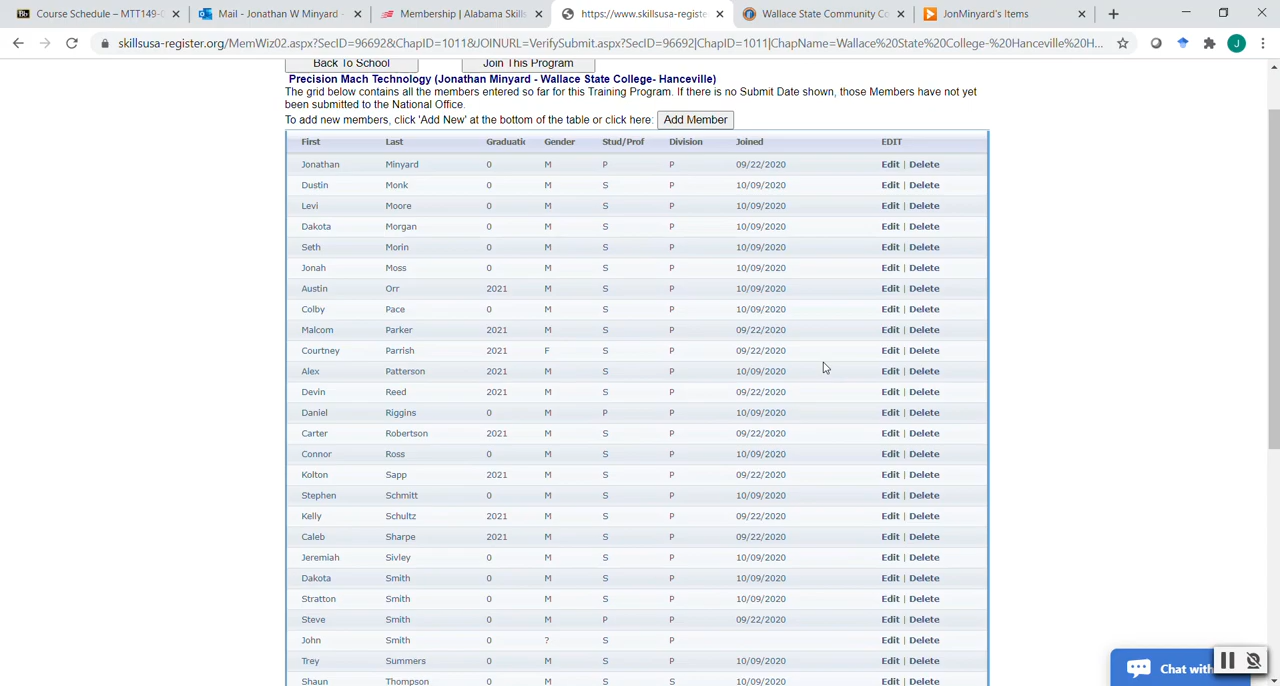 Course Schedule – MTT149-0
Mail - Jonathan W Minyard -
Membership | Alabama Skills
https://www.skillsusa-registe
Wallace State Community Co
JonMinyard's Items
skillsusa-register.org/MemWiz02.aspx?SecID=96692&ChapID=1011&JOINURL=VerifySubmit.aspx?SecID=96692|ChapID=1011|ChapName=Wallace%20State%20College-%20Hanceville%20H...
Back To School Join This Program
Precision Mach Technology (Jonathan Minyard - Wallace State College- Hanceville)
The grid below contains all the members entered so far for this Training Program. If there is no Submit Date shown, those Members have not yet
been submitted to the National Office.
To add new members, click 'Add New' at the bottom of the table or click here: Add Member
First Last Graduatic Gender Stud/Prof Division Joined EDIT
Jonathan Minyard 0 M P P 09/22/2020 Edit | Delete
Dustin Monk 0 M S P 10/09/2020 Edit | Delete
Levi Moore 0 M S P 10/09/2020 Edit | Delete
Dakota Morgan 0 M S P 10/09/2020 Edit | Delete
Seth Morin 0 M S P 10/09/2020 Edit | Delete
Jonah Moss 0 M S P 10/09/2020 Edit | Delete
Austin Orr 2021 M S P 10/09/2020 Edit | Delete
Colby Pace 0 M S P 10/09/2020 Edit | Delete
Malcom Parker 2021 M S P 09/22/2020 Edit | Delete
Courtney Parrish 2021 F S P 09/22/2020 Edit | Delete
Alex Patterson 2021 M S P 10/09/2020 Edit | Delete
Devin Reed 2021 M S P 09/22/2020 Edit | Delete
Daniel Riggins 0 M P P 10/09/2020 Edit | Delete
Carter Robertson 2021 M S P 09/22/2020 Edit | Delete
Connor Ross 0 M S P 10/09/2020 Edit | Delete
Kolton Sapp 2021 M S P 09/22/2020 Edit | Delete
Stephen Schmitt 0 M S P 10/09/2020 Edit | Delete
Kelly Schultz 2021 M S P 09/22/2020 Edit | Delete
Caleb Sharpe 2021 M S P 09/22/2020 Edit | Delete
Jeremiah Sivley 0 M S P 10/09/2020 Edit | Delete
Dakota Smith 0 M S P 10/09/2020 Edit | Delete
Stratton Smith 0 M S P 10/09/2020 Edit | Delete
Steve Smith 0 M P P 09/22/2020 Edit | Delete
John Smith 0 ? S P Edit | Delete
Trey Summers 0 M S P 10/09/2020 Edit | Delete
Shaun Thompson 0 M S S 10/09/2020 Edit | Delete
Chat with
J